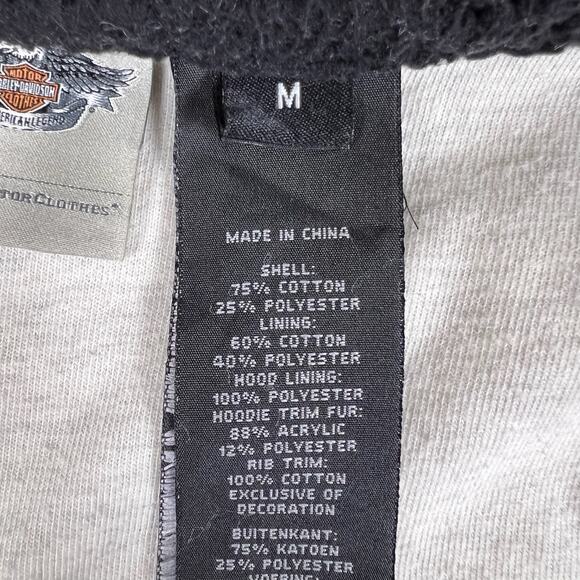 MOTOR
HARLEY-DAVIDSON
CLOTHES
AMERICAN LEGEND
TORCLOTHES®
M
MADE IN CHINA
SHELL:
75% COTTON
25% POLYESTER
LINING:
60% COTTON
40% POLYESTER
HOOD LINING:
100% POLYESTER
HOODIE TRIM FUR:
88% ACRYLIC
12% POLYESTER
RIB TRIM:
100% COTTON
EXCLUSIVE OF
DECORATION
BUITENKANT:
75% KATOEN
25% POLYESTER
VOERING: